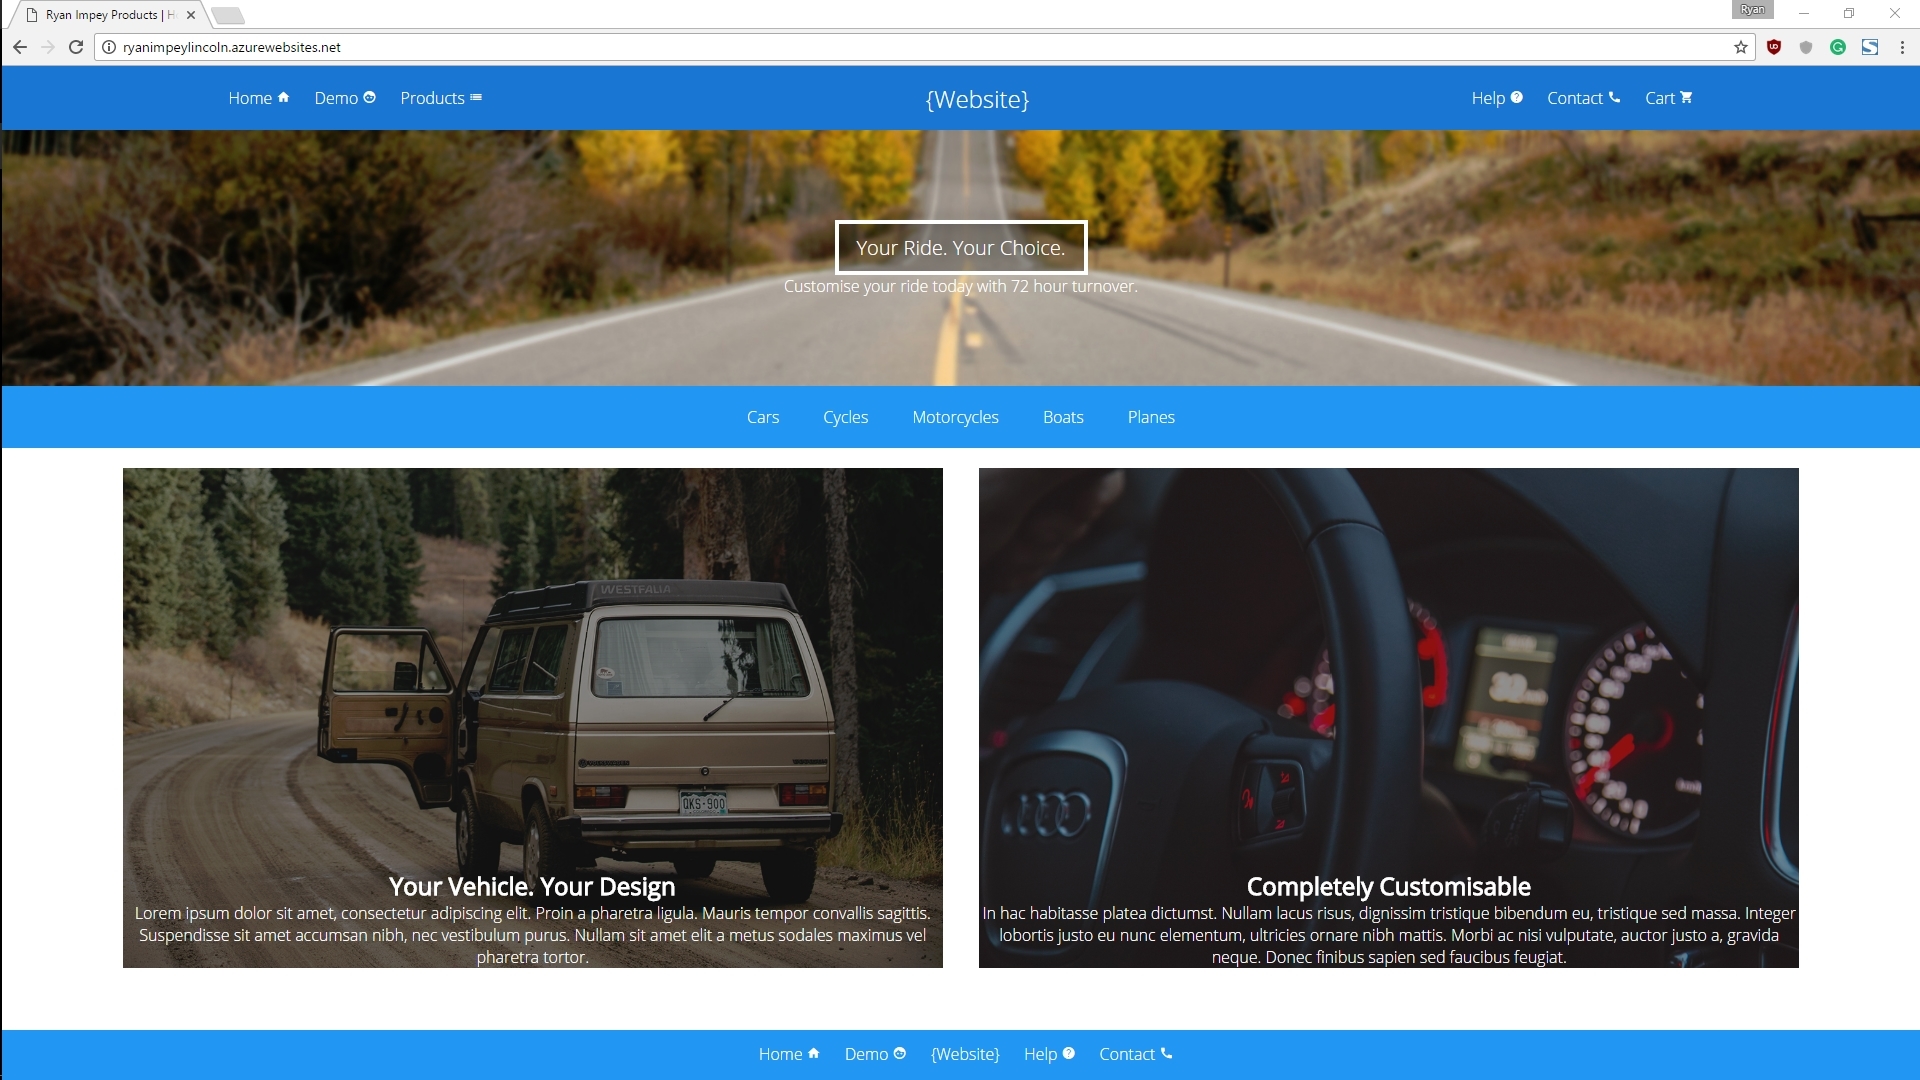 Ryan Impey Products | H
Ryan
ryanimpeylincoln.azurewebsites.net
Home Demo Products {Website} Help Contact Cart
Your Ride. Your Choice.
Customise your ride today with 72 hour turnover.
Cars Cycles Motorcycles Boats Planes
WESTFALIA
QKS-900
Your Vehicle. Your Design
Lorem ipsum dolor sit amet, consectetur adipiscing elit. Proin a pharetra ligula. Mauris tempor convallis sagittis.
Suspendisse sit amet accumsan nibh, nec vestibulum purus. Nullam sit amet elit a metus sodales maximus vel
pharetra tortor.
Completely Customisable
In hac habitasse platea dictumst. Nullam lacus risus, dignissim tristique bibendum eu, tristique sed massa. Integer
lobortis justo eu nunc elementum, ultricies ornare nibh mattis. Morbi ac nisi vulputate, auctor justo a, gravida
neque. Donec finibus sapien sed faucibus feugiat.
Home Demo {Website} Help Contact